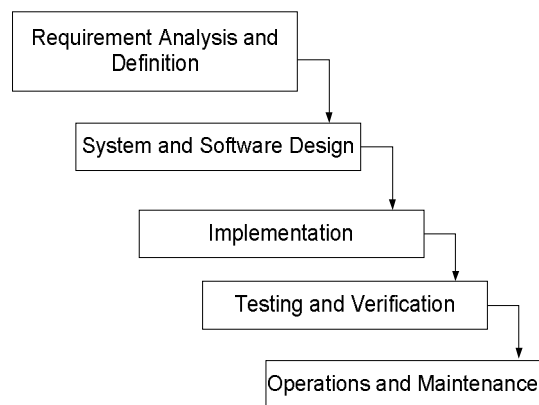 Requirement Analysis and
Definition
System and Software Design
Implementation
Testing and Verification
Operations and Maintenance